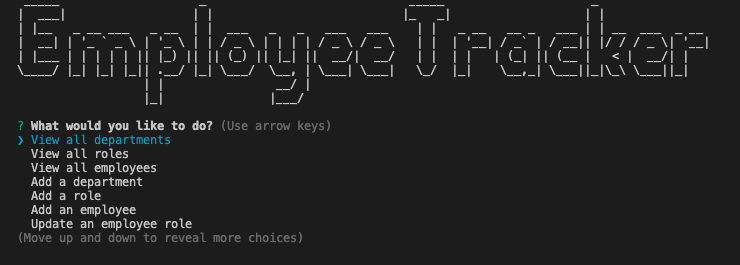 Employee Tracker
? What would you like to do? (Use arrow keys)
❯ View all departments
View all roles
View all employees
Add a department
Add a role
Add an employee
Update an employee role
(Move up and down to reveal more choices)